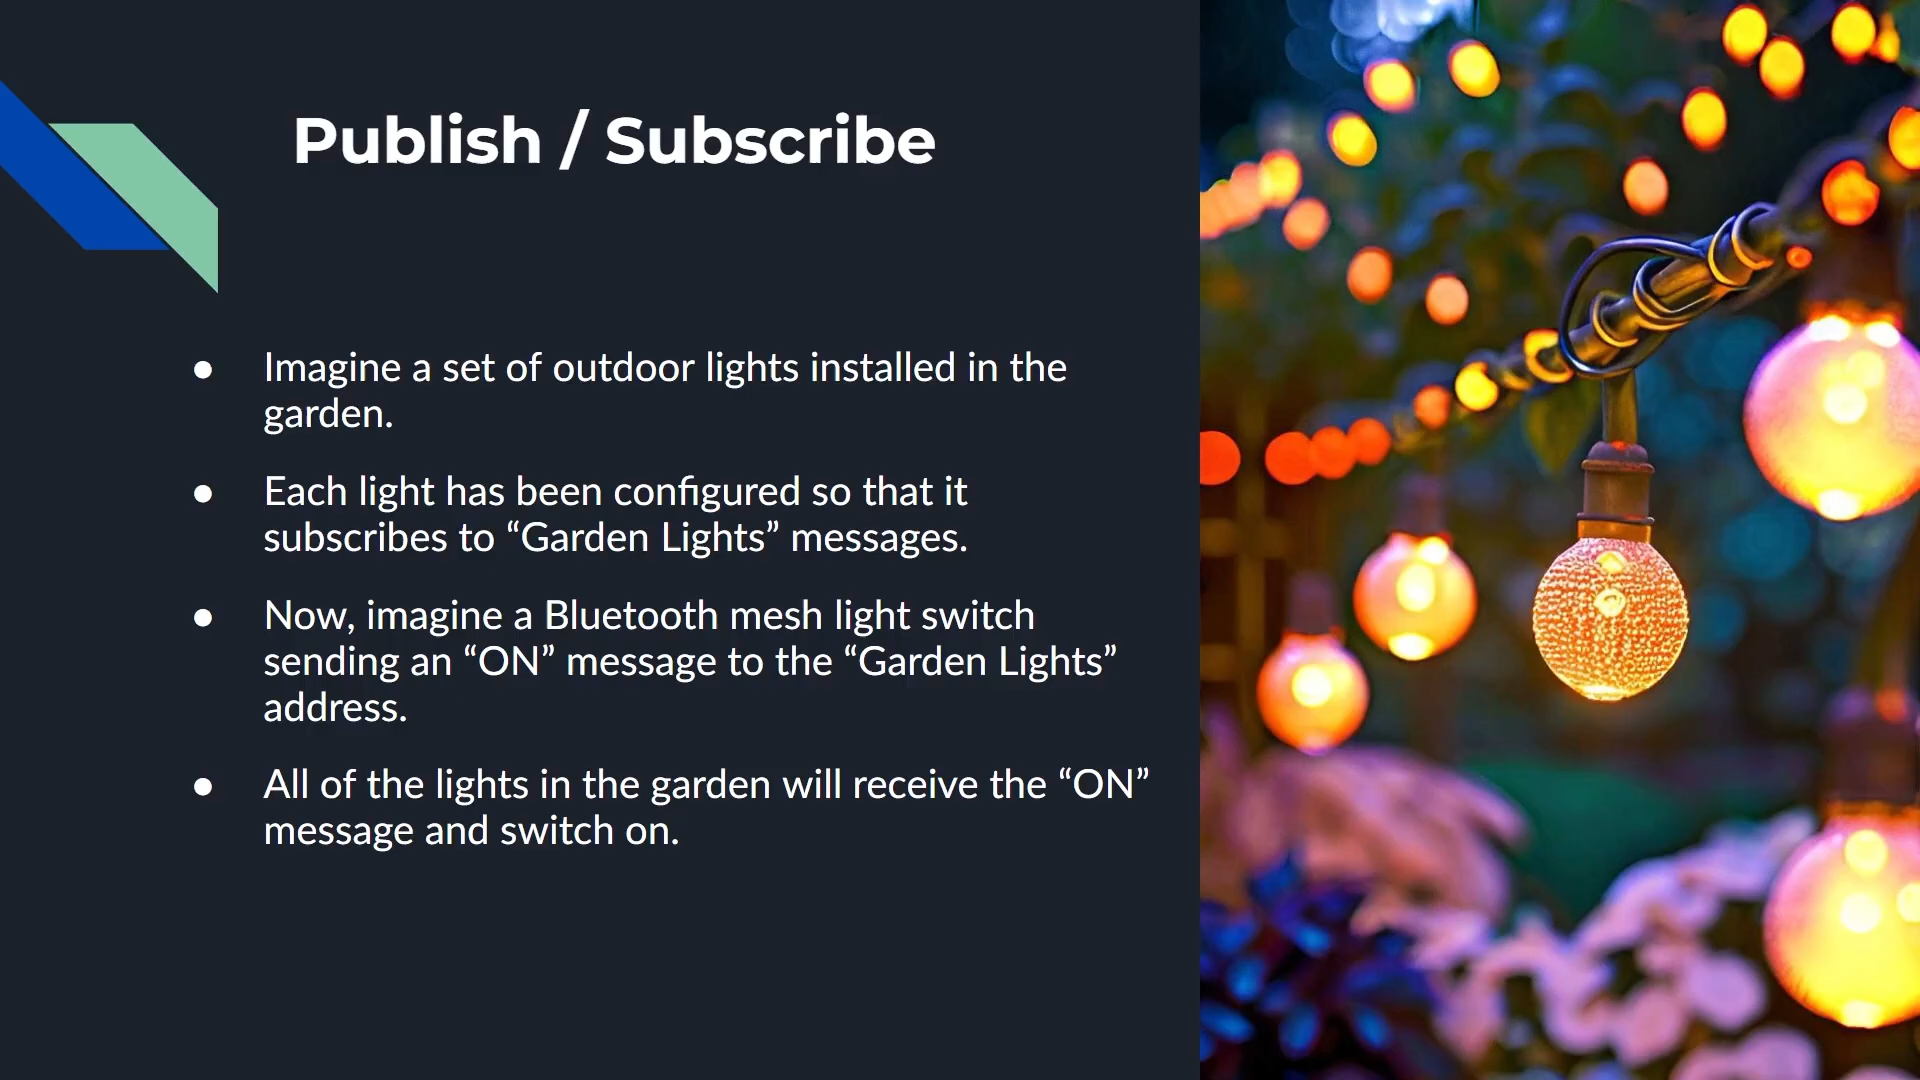 Publish / Subscribe
● Imagine a set of outdoor lights installed in the
garden.
● Each light has been configured so that it
subscribes to “Garden Lights” messages.
● Now, imagine a Bluetooth mesh light switch
sending an “ON” message to the “Garden Lights”
address.
● All of the lights in the garden will receive the “ON”
message and switch on.